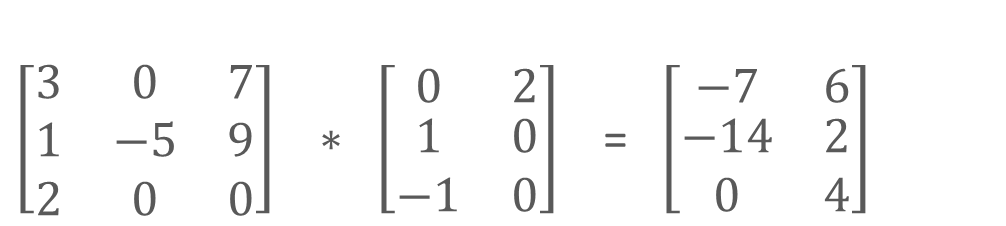 [3 0 7] [0 2] [−7 6]
[1 −5 9] * [1 0] = [−14 2]
[2 0 0] [−1 0] [0 4]